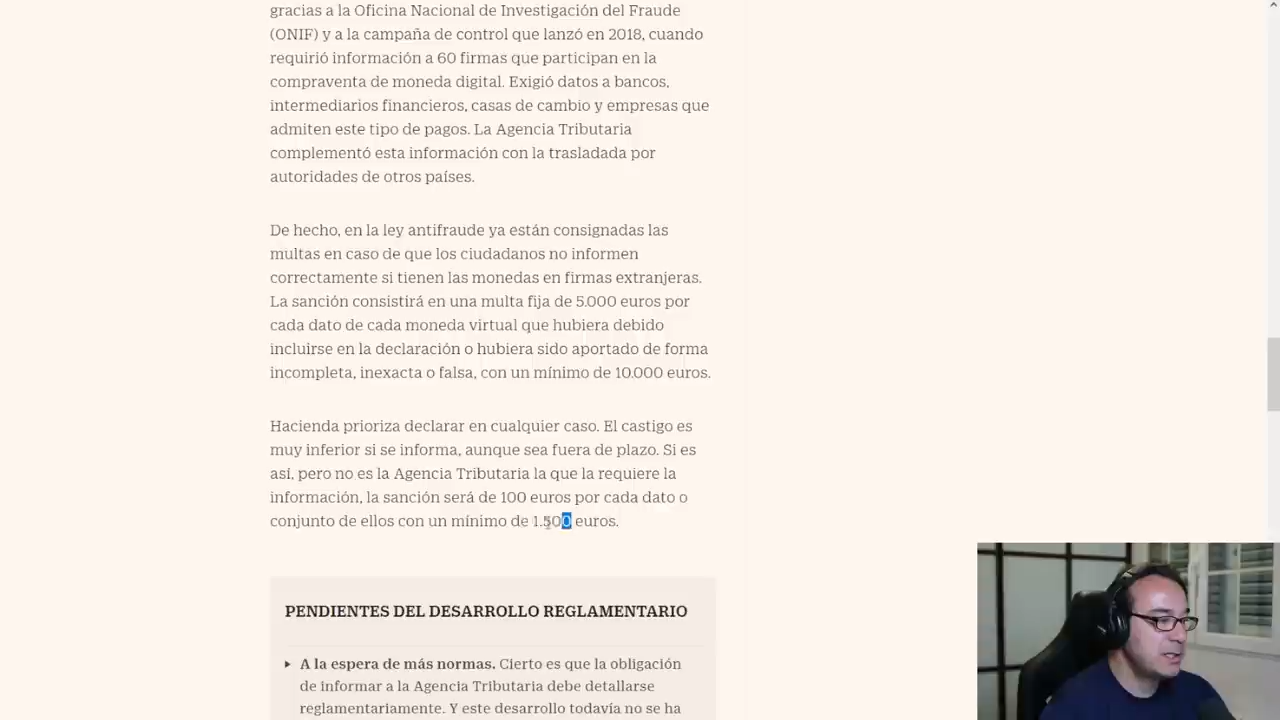 gracias a la Oficina Nacional de Investigación del Fraude
(ONIF) y a la campaña de control que lanzó en 2018, cuando
requirió información a 60 firmas que participan en la
compraventa de moneda digital. Exigió datos a bancos,
intermediarios financieros, casas de cambio y empresas que
admiten este tipo de pagos. La Agencia Tributaria
complementó esta información con la trasladada por
autoridades de otros países.
De hecho, en la ley antifraude ya están consignadas las
multas en caso de que los ciudadanos no informen
correctamente si tienen las monedas en firmas extranjeras.
La sanción consistirá en una multa fija de 5.000 euros por
cada dato de cada moneda virtual que hubiera debido
incluirse en la declaración o hubiera sido aportado de forma
incompleta, inexacta o falsa, con un mínimo de 10.000 euros.
Hacienda prioriza declarar en cualquier caso. El castigo es
muy inferior si se informa, aunque sea fuera de plazo. Si es
así, pero no es la Agencia Tributaria la que la requiere la
información, la sanción será de 100 euros por cada dato o
conjunto de ellos con un mínimo de 1.500 euros.
PENDIENTES DEL DESARROLLO REGLAMENTARIO
A la espera de más normas. Cierto es que la obligación
de informar a la Agencia Tributaria debe detallarse
reglamentariamente. Y este desarrollo todavía no se ha